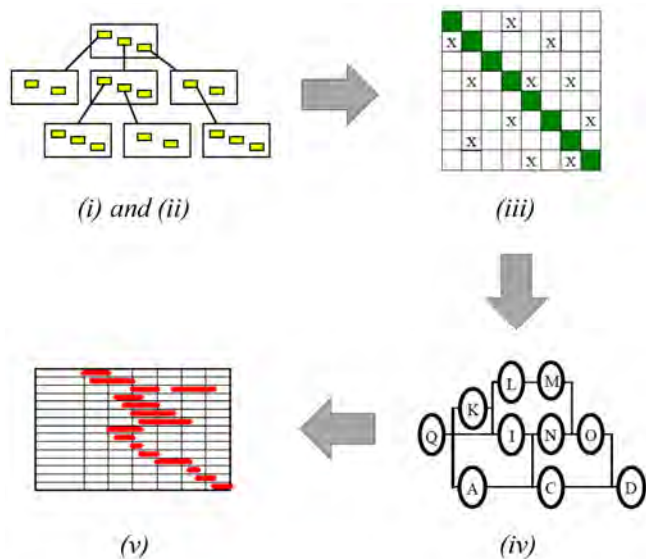 x
x x
x x x
x x
x
x x
(i) and (ii)
(iii)
L M
K
Q I N O
A C D
(v)
(iv)